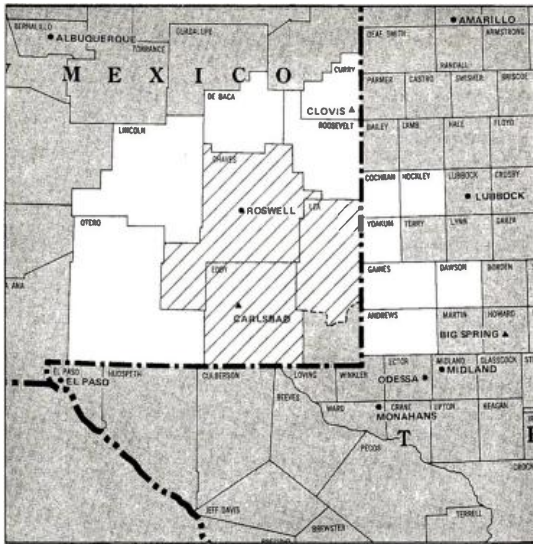 BERNALILLO
ALBUQUERQUE
TORRANCE
GUADALUPE
AMARILLO
DEAF SMITH
ARMSTRONG
RANDALL
M E X I C O
CURRY
PARMER
CASTRO
SWISHER
BRISCOE
DE BACA
CLOVIS
LINCOLN
ROOSEVELT
BAILEY
LAMB
HALE
FLOYD
CHAVES
COCHRAN
HOCKLEY
LUBBOCK
CROSBY
LUBBOCK
OTERO
ROSWELL
LEA
YOAKUM
TERRY
LYNN
GARZA
EDDY
GAINES
DAWSON
BORDEN
ANA
CARLSBAD
ANDREWS
MARTIN
HOWARD
BIG SPRING
EL PASO
HUDSPETH
CULBERSON
LOVING
WINKLER
ECTOR
MIDLAND
GLASSCOCK
EL PASO
ODESSA
MIDLAND
REEVES
WARD
CRANE
UPTON
REAGAN
MONAHANS
T
PECOS
JEFF DAVIS
TERRELL
BREWSTER